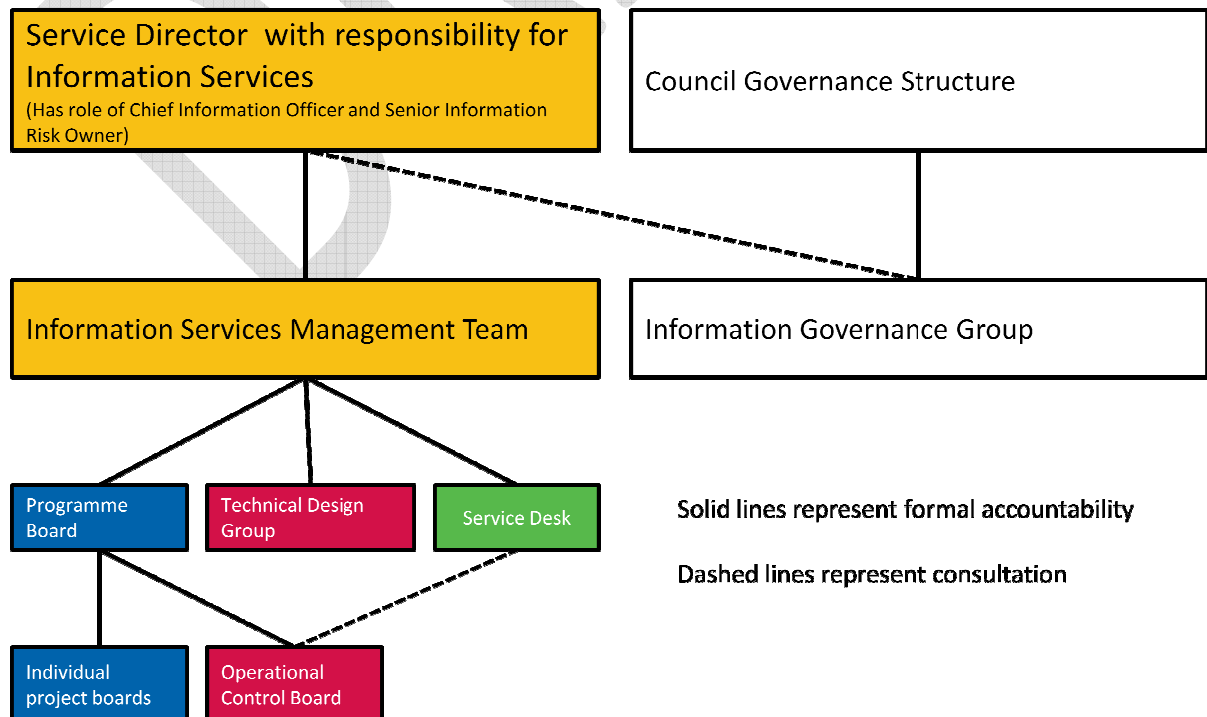 Service Director  with responsibility for
Information Services
(Has role of Chief Information Officer and Senior Information
Risk Owner)
Council Governance Structure
Information Services Management Team
Information Governance Group
Programme
Board
Technical Design
Group
Service Desk
Solid lines represent formal accountability
Dashed lines represent consultation
Individual
project boards
Operational
Control Board